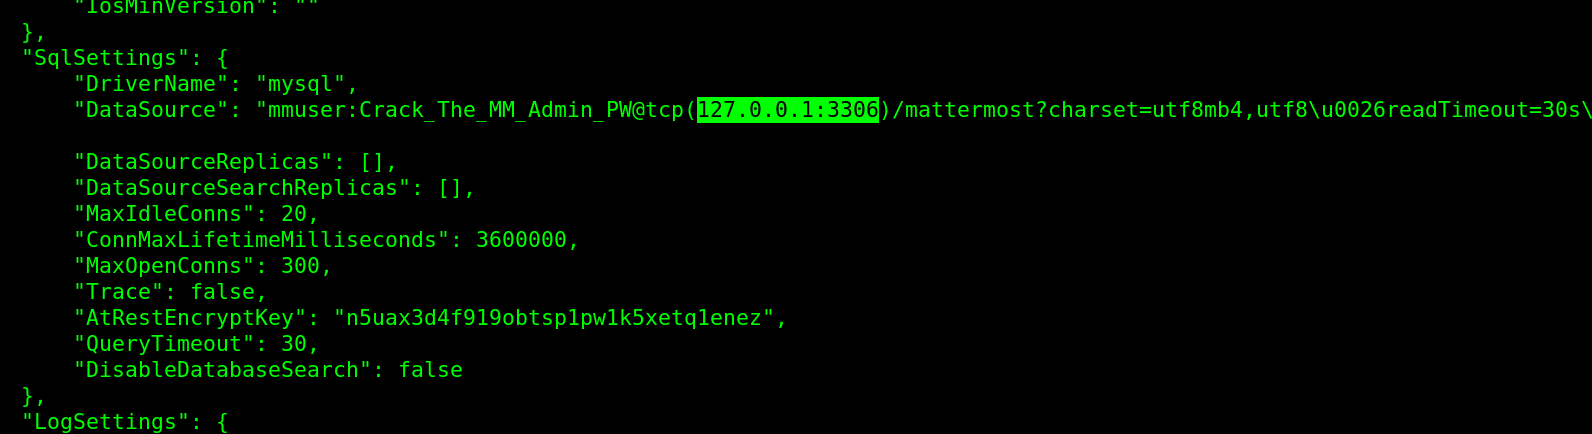 "IosMinVersion": ""
},
"SqlSettings": {
"DriverName": "mysql",
"DataSource": "mmuser:Crack_The_MM_Admin_PW@tcp(127.0.0.1:3306)/mattermost?charset=utf8mb4,utf8\u0026readTimeout=30s\
"DataSourceReplicas": [],
"DataSourceSearchReplicas": [],
"MaxIdleConns": 20,
"ConnMaxLifetimeMilliseconds": 3600000,
"MaxOpenConns": 300,
"Trace": false,
"AtRestEncryptKey": "n5uax3d4f919obtsp1pw1k5xetq1enez",
"QueryTimeout": 30,
"DisableDatabaseSearch": false
},
"LogSettings": {